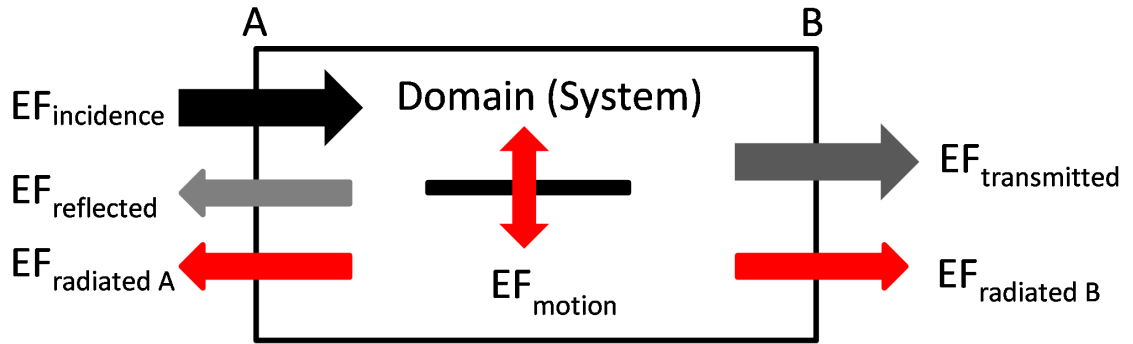 A
B
EFincidence
Domain (System)
EFtransmitted
EFreflected
EFradiated A
EFmotion
EFradiated B